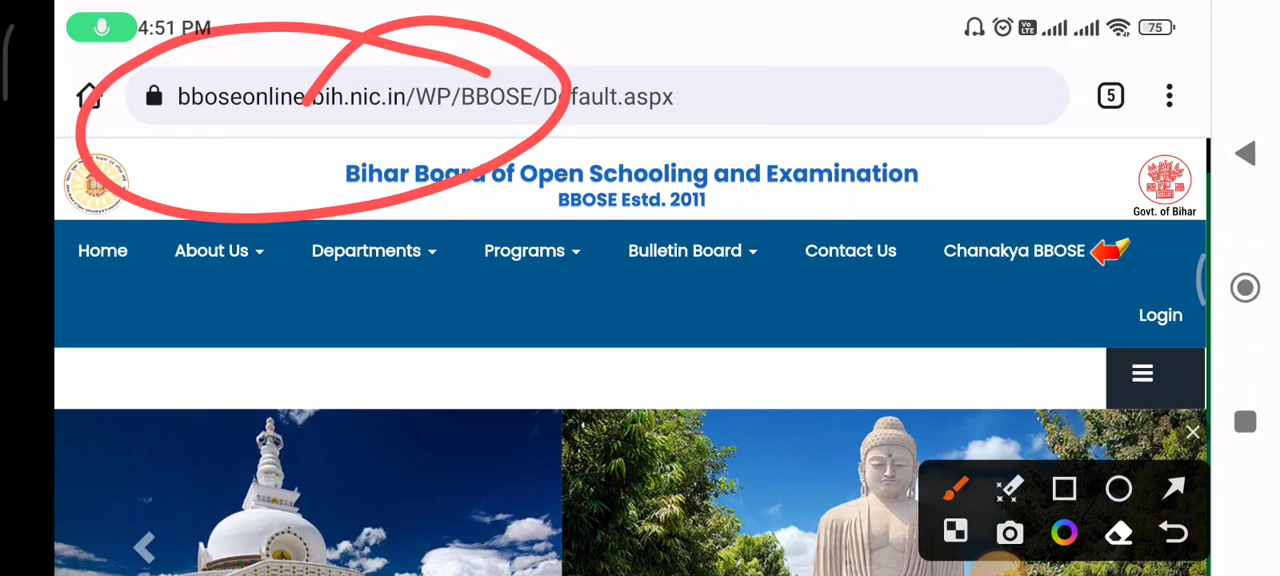 4:51 PM
Vo LTE
75
bboseonline.bih.nic.in/WP/BBOSE/Default.aspx
5
Bihar Board of Open Schooling and Examination
BBOSE Estd. 2011
Govt. of Bihar
Home About Us Departments Programs Bulletin Board Contact Us Chanakya BBOSE
Login